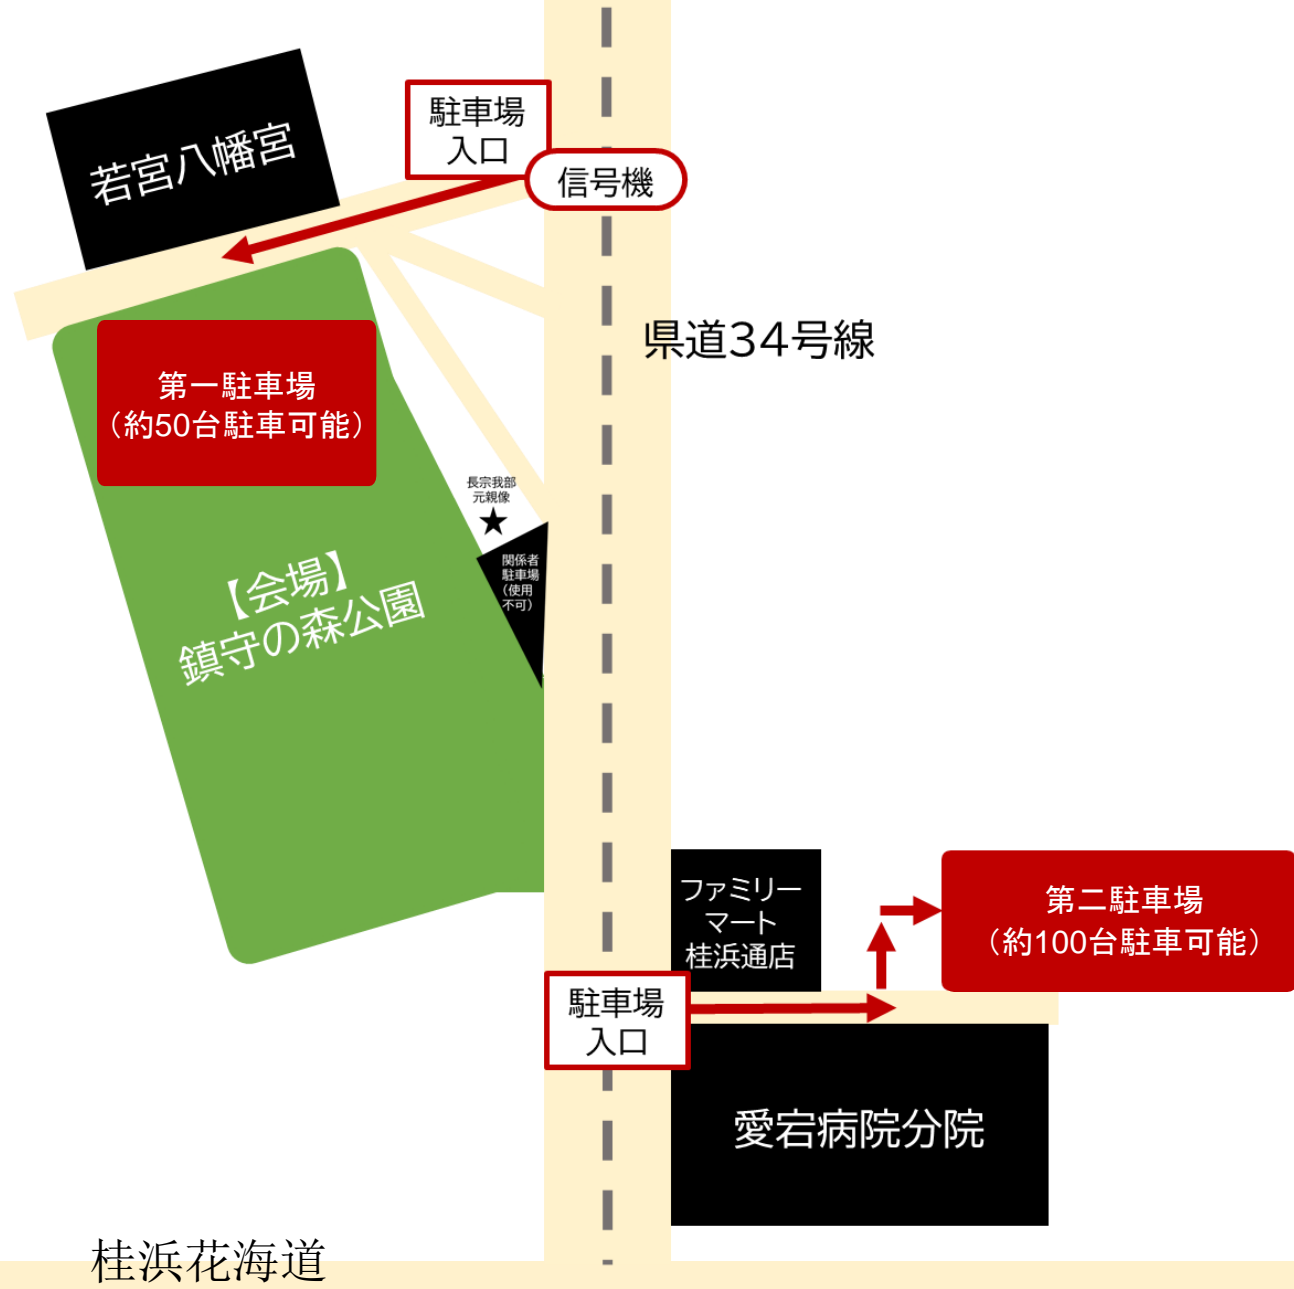 駐車場
入口
若宮八幡宮
信号機
県道34号線
第一駐車場
（約50台駐車可能）
長宗我部
元親像
★
関係者
駐車場
（使用
不可）
【会場】
鎮守の森公園
ファミリー
マート
桂浜通店
第二駐車場
（約100台駐車可能）
駐車場
入口
愛宕病院分院
桂浜花海道